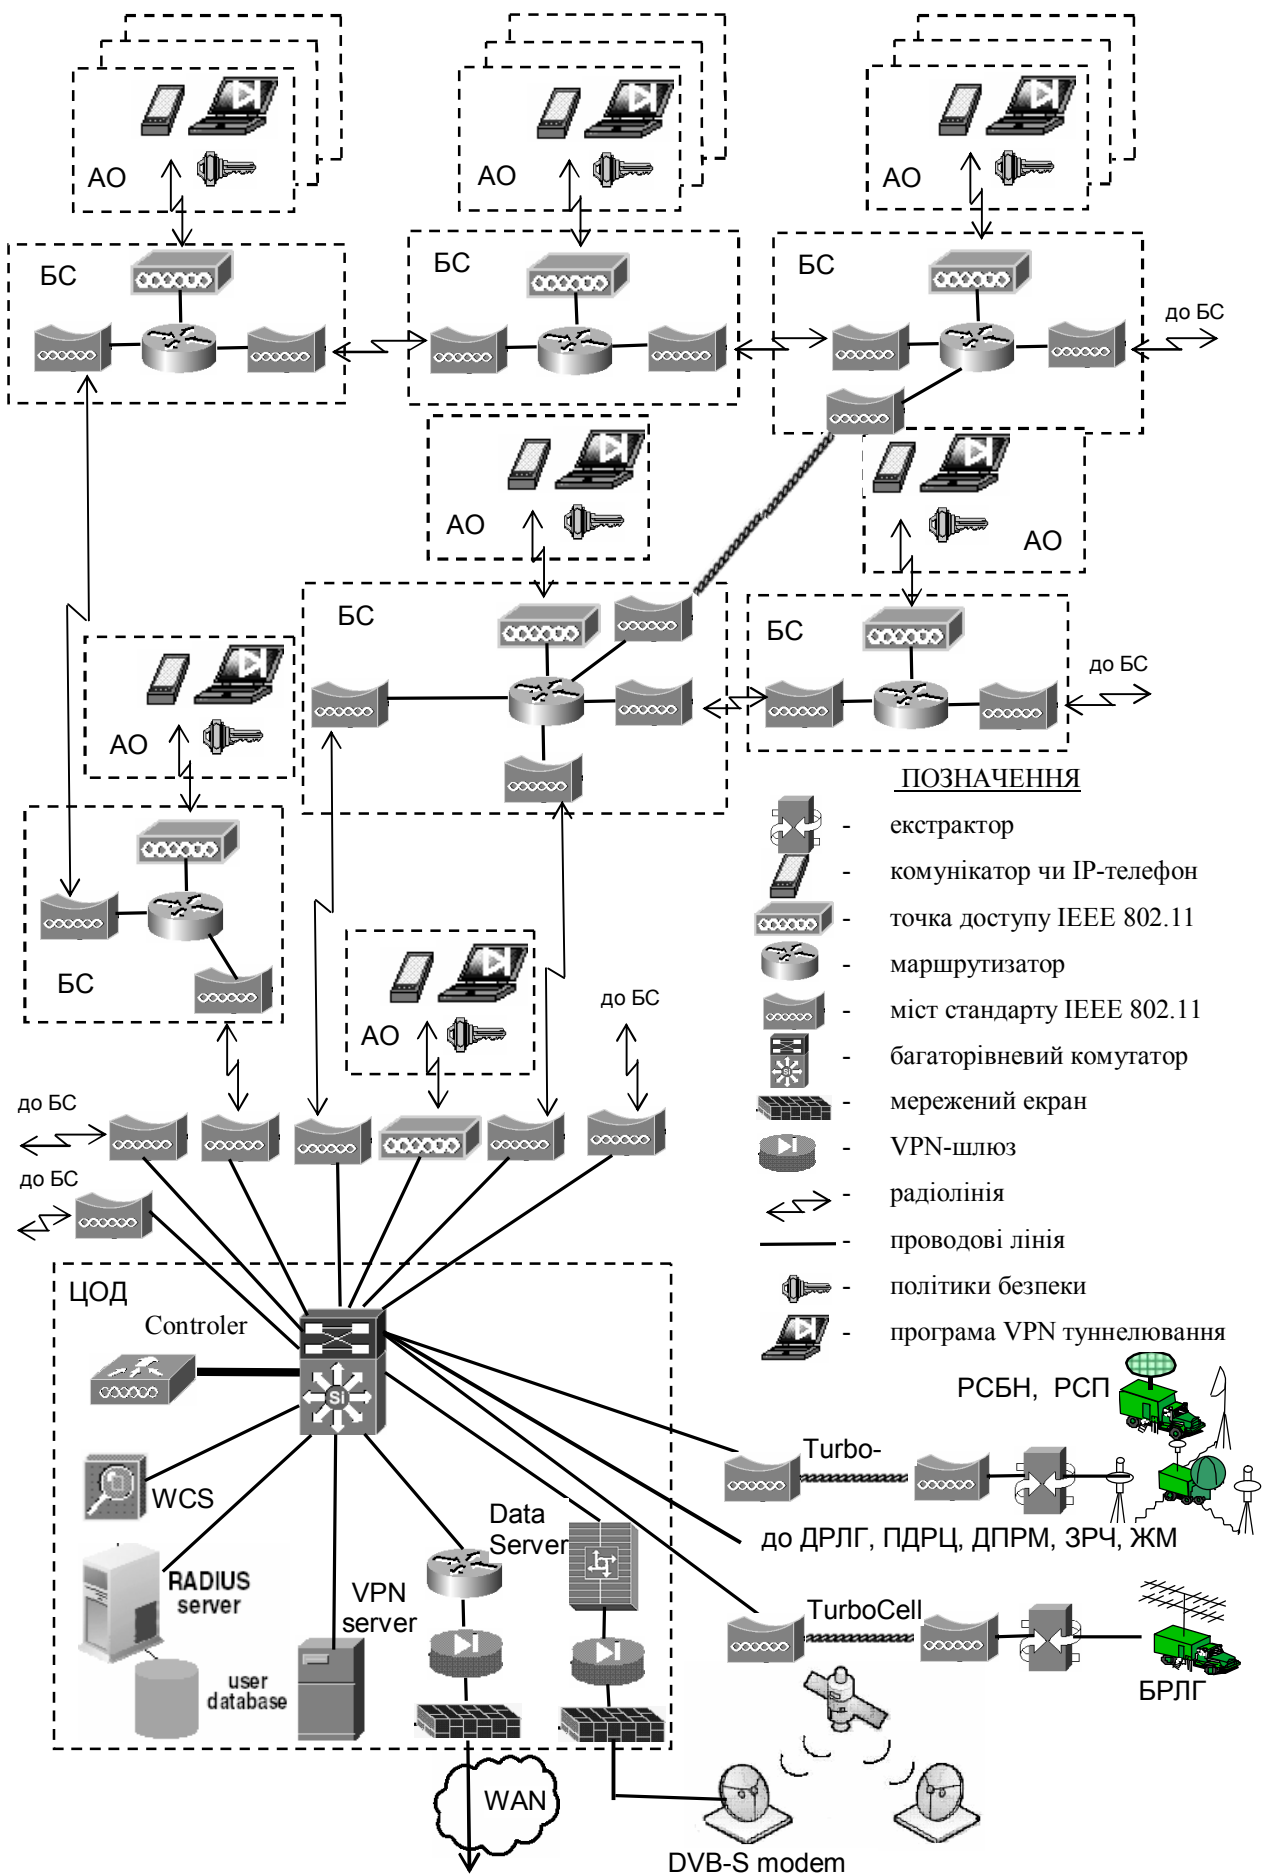 АО
АО
АО
БС
БС
БС
до БС
АО
АО
БС
БС
до БС
АО
БС
АО
до БС
до БС
до БС
ПОЗНАЧЕННЯ
- екстрактор
- комунікатор чи IP-телефон
- точка доступу IEEE 802.11
- маршрутизатор
- міст стандарту IEEE 802.11
Si
- багаторівневий комутатор
- мережений екран
- VPN-шлюз
- радіолінія
- проводові лінія
- політики безпеки
- програма VPN туннелювання
ЦОД
Controler
Si
WCS
RADIUS
server
user
database
VPN
server
Data
Server
WAN
DVB-S modem
РСБН, РСП
Turbo-
до ДРЛГ, ПДРЦ, ДПРМ, ЗРЧ, ЖМ
TurboCell
БРЛГ